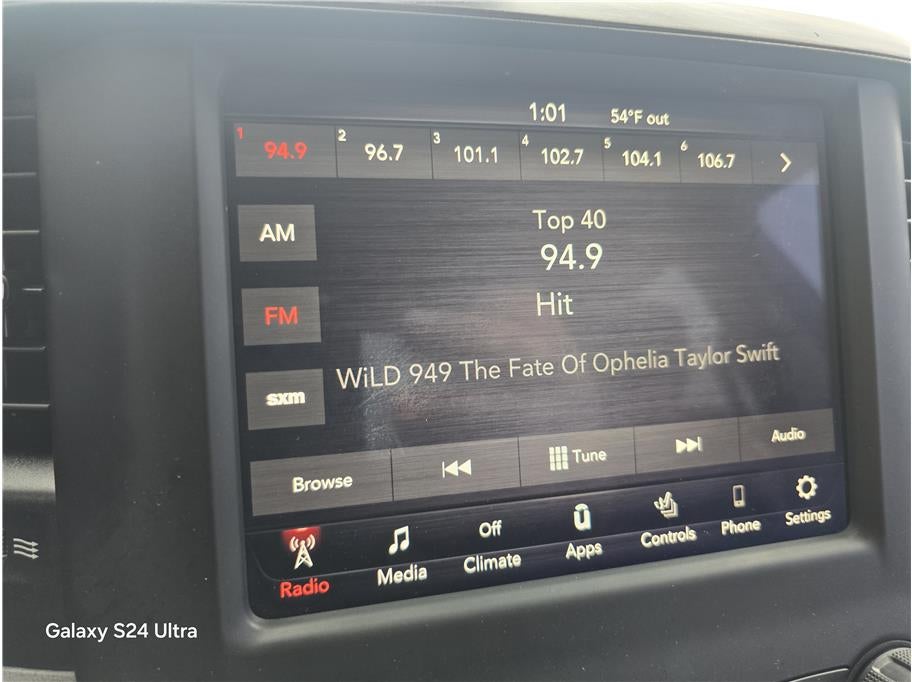 1:01 54°F out
1 94.9 2 96.7 3 101.1 4 102.7 5 104.1 6 106.7
AM
Top 40
94.9
FM
Hit
WiLD 949 The Fate Of Ophelia Taylor Swift
sxm
Browse Tune Audio
Radio Media Off Climate Apps Controls Phone Settings
Galaxy S24 Ultra